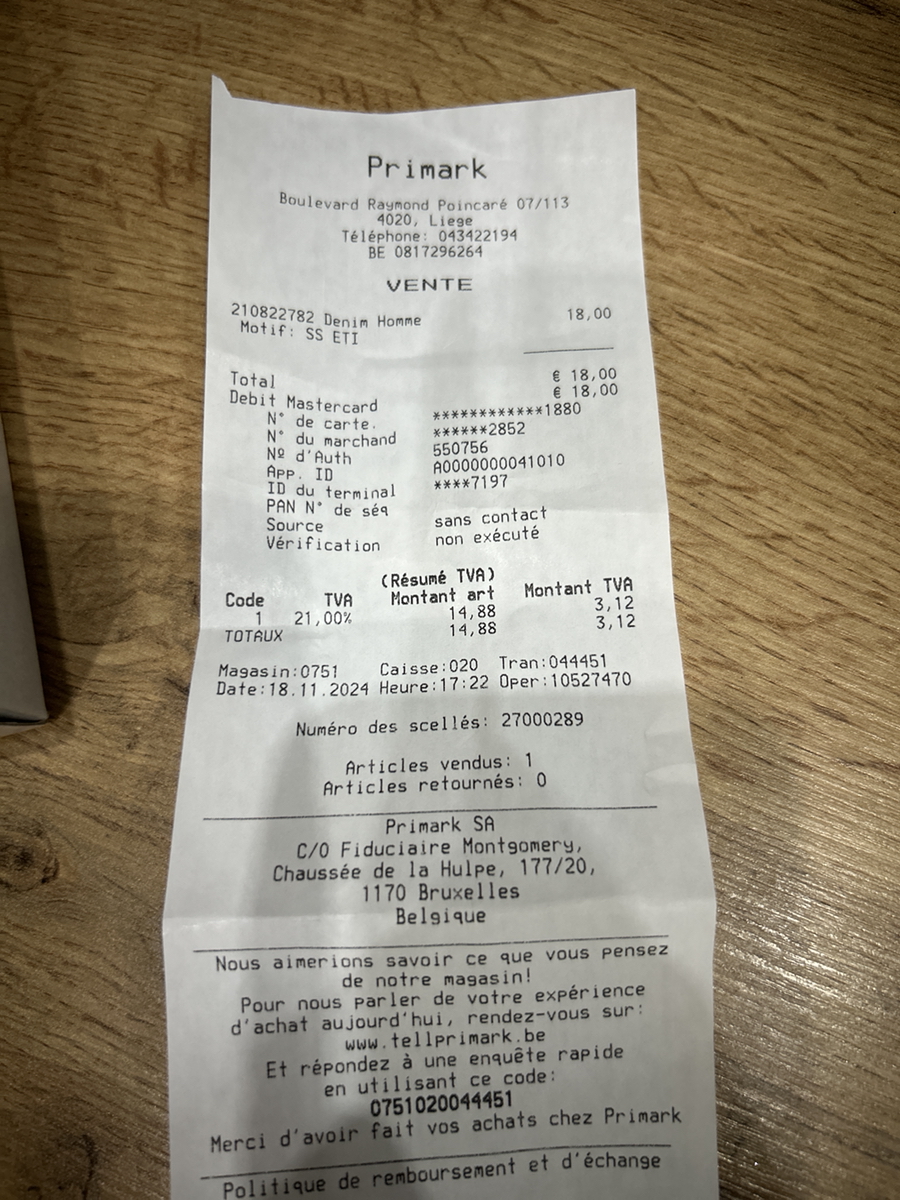 Primark
Boulevard Raymond Poincaré 07/113
4020, Liege
Téléphone: 043422194
BE 0817296264
VENTE
210822782 Denim Homme 18,00
Motif: SS ETI
Total € 18,00
Debit Mastercard € 18,00
N° de carte. ************1880
N° du marchand ******2852
Nº d'Auth 550756
App. ID A0000000041010
ID du terminal ****7197
PAN N° de séq
Source sans contact
Vérification non exécuté
(Résumé TVA)
Code TVA Montant art Montant TVA
1 21,00% 14,88 3,12
TOTAUX 14,88 3,12
Magasin:0751 Caisse:020 Tran:044451
Date:18.11.2024 Heure:17:22 Oper:10527470
Numéro des scellés: 27000289
Articles vendus: 1
Articles retournés: 0
Primark SA
C/O Fiduciaire Montgomery,
Chaussée de la Hulpe, 177/20,
1170 Bruxelles
Belgique
Nous aimerions savoir ce que vous pensez
de notre magasin!
Pour nous parler de votre expérience
d'achat aujourd'hui, rendez-vous sur:
www.tellprimark.be
Et répondez à une enquête rapide
en utilisant ce code:
0751020044451
Merci d'avoir fait vos achats chez Primark
Politique de remboursement et d'échange